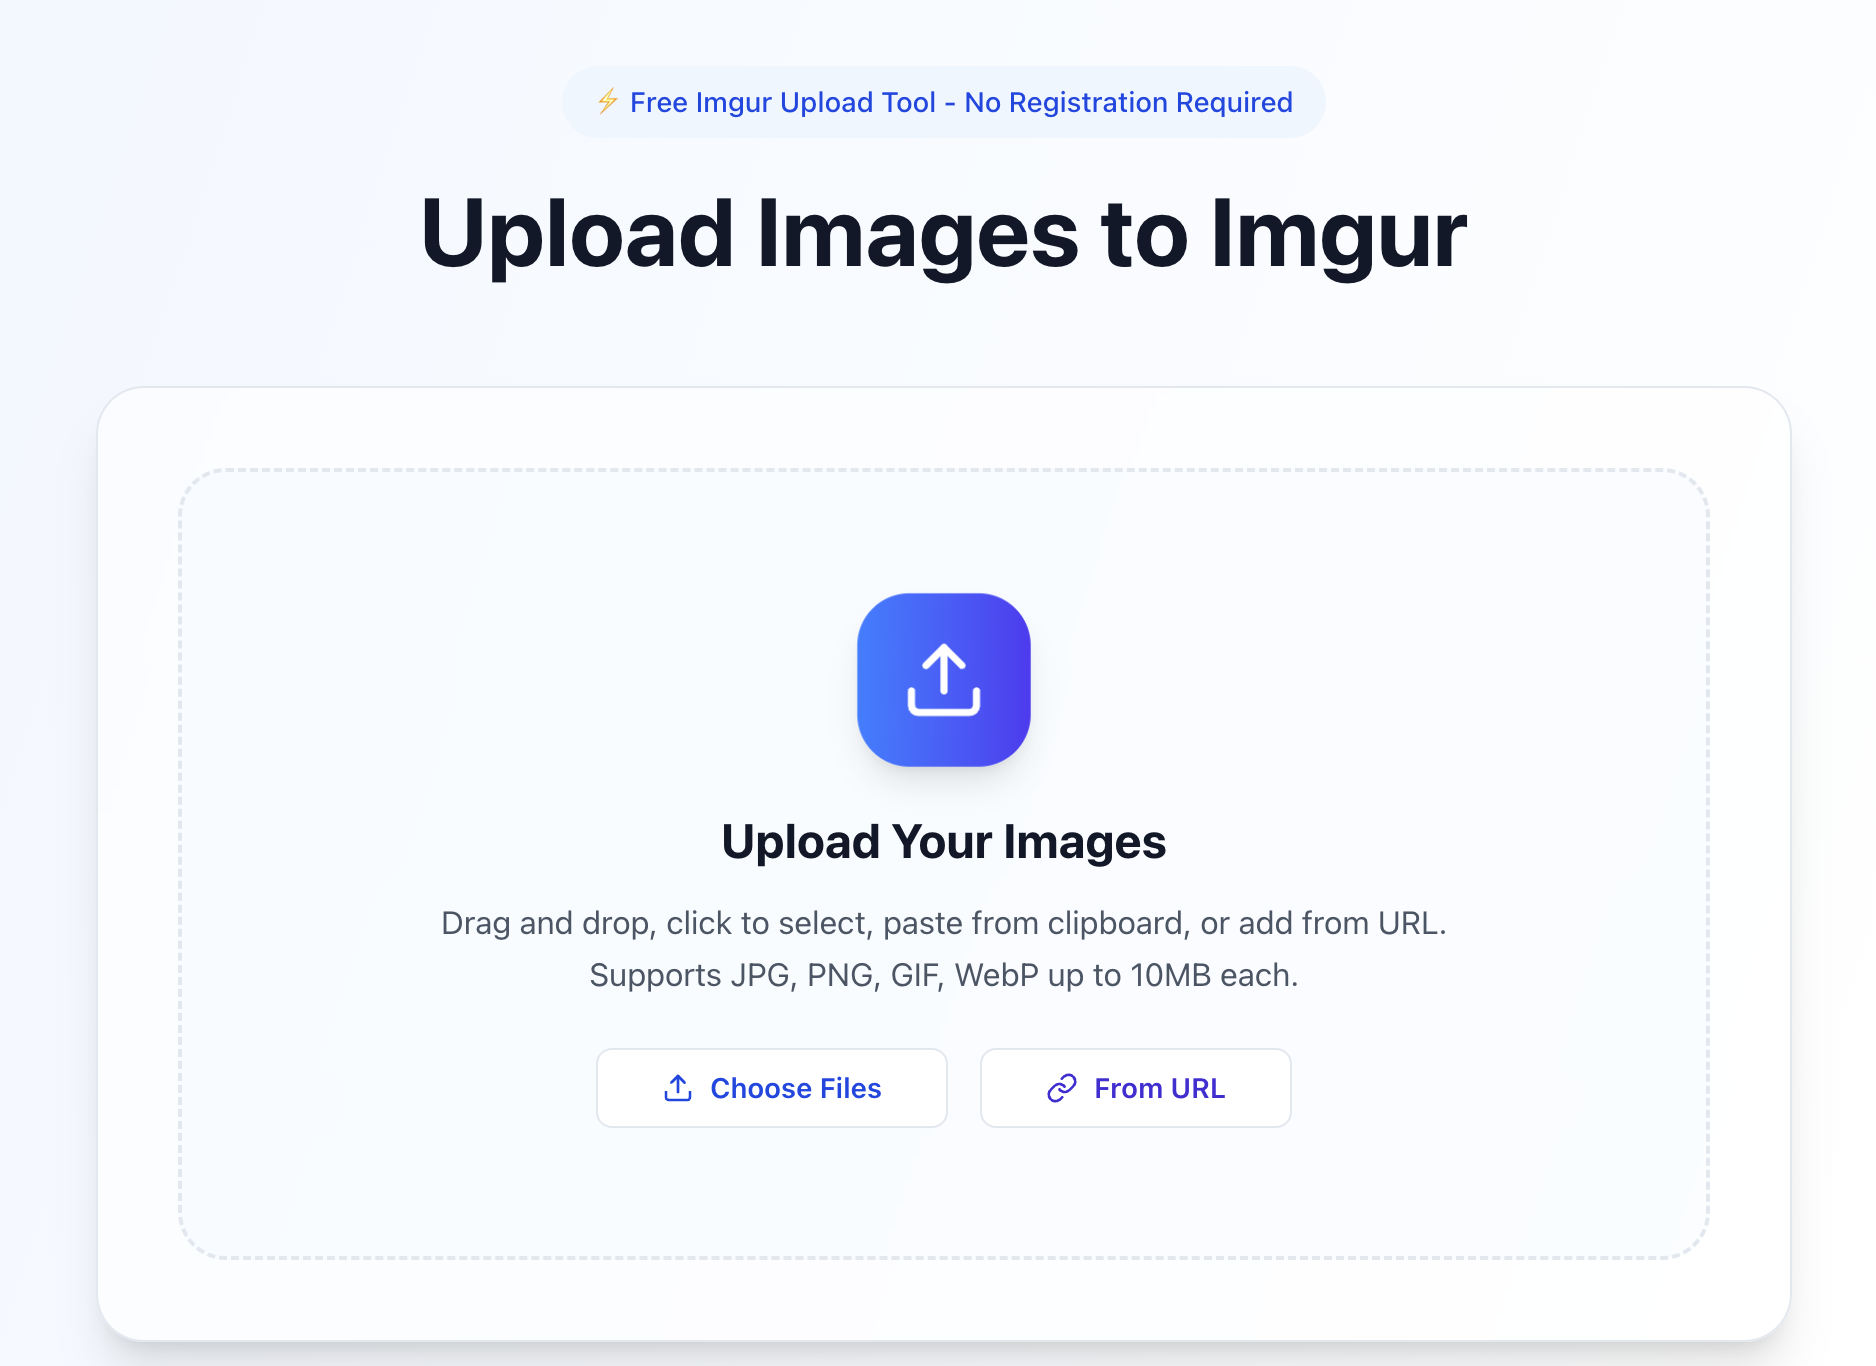 ⚡ Free Imgur Upload Tool - No Registration Required
Upload Images to Imgur
Upload Your Images
Drag and drop, click to select, paste from clipboard, or add from URL.
Supports JPG, PNG, GIF, WebP up to 10MB each.
Choose Files
From URL